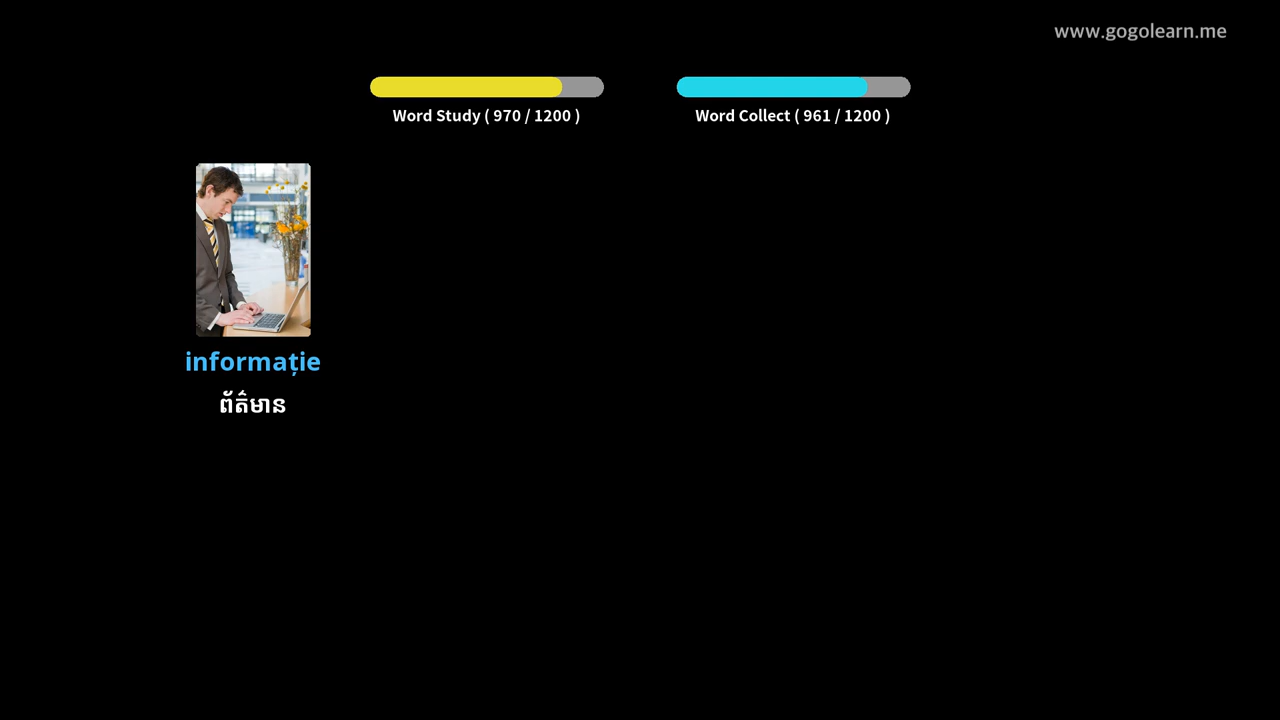 www.gogolearn.me
Word Study ( 970 / 1200 )
Word Collect ( 961 / 1200 )
informație
ព័ត៌មាន